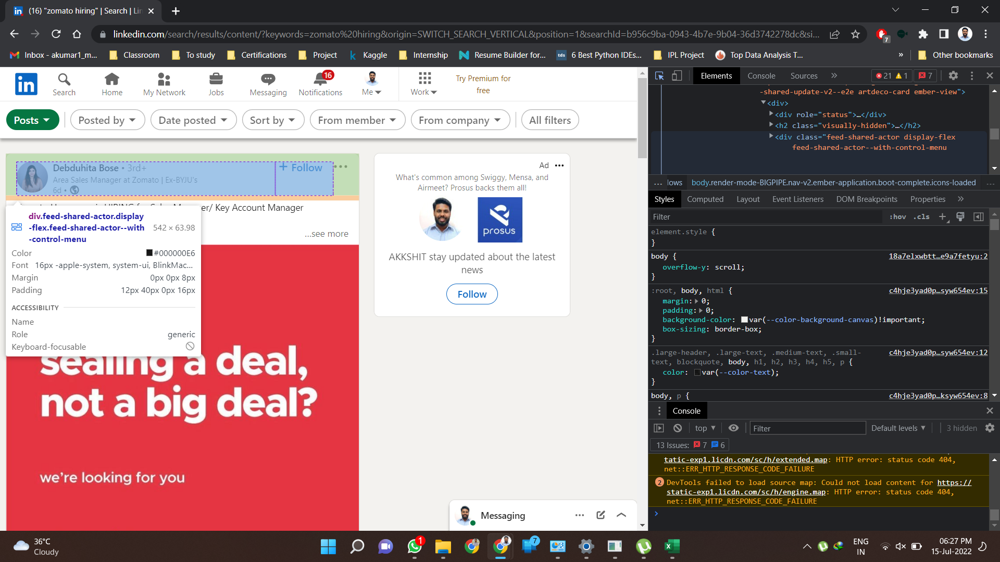 (16) "zomato hiring" | Search | Lin
linkedin.com/search/results/content/?keywords=zomato%20hiring&origin=SWITCH_SEARCH_VERTICAL&position=1&searchId=b956c9ba-0943-4b7e-9b04-36d3742278dc&si...
7
Inbox - akumar1_m... Classroom To study Certifications Project Kaggle Internship Resume Builder for... tds 6 Best Python IDEs... IPL Project Top Data Analysis T... » Other bookmarks
in Search Home My Network Jobs Messaging 16 Notifications Me Work Try Premium for
free
Posts Posted by Date posted Sort by From member From company All filters
Debduhita Bose • 3rd+ + Follow
Area Sales Manager at Zomato | Ex-BYJU's
6d •
/ Key Account Manager
...see more
div.feed-shared-actor.display
-flex.feed-shared-actor--with
-control-menu
542 × 63.98
Color #000000E6
Font 16px -apple-system, system-ui, BlinkMac...
Margin 0px 0px 8px
Padding 12px 40px 0px 16px
ACCESSIBILITY
Name
Role generic
Keyboard-focusable
sealing a deal,
not a big deal?
we're looking for you
Ad
What's common among Swiggy, Mensa, and
Airmeet? Prosus backs them all!
prosus
AKKSHIT stay updated about the latest
news
Follow
Messaging
Elements Console Sources » 21 1 7
-shared-update-v2--e2e artdeco-card ember-view">
<div>
<div role="status">…</div>
<h2 class="visually-hidden">…</h2>
<div class="feed-shared-actor display-flex
feed-shared-actor--with-control-menu
... lows body.render-mode-BIGPIPE.nav-v2.ember-application.boot-complete.icons-loaded ...
Styles Computed Layout Event Listeners DOM Breakpoints Properties »
Filter :hov .cls +
element.style {
}
body { 18a7elxwbtt…e9a7fetyu:2
overflow-y: scroll;
}
:root, body, html { c4hje3yad0p…syw654ev:15
margin: 0;
padding: 0;
background-color: var(--color-background-canvas)!important;
box-sizing: border-box;
}
.large-header, .large-text, .medium-text, .small- c4hje3yad0p…syw654ev:12
text, blockquote, body, h1, h2, h3, h4, h5, p {
color: var(--color-text);
}
body, p { c4hje3yad0p…ksyw654ev:8
Console
top Filter Default levels 3 hidden
13 Issues: 7 6
tatic-exp1.licdn.com/sc/h/extended.map: HTTP error: status code 404,
net::ERR_HTTP_RESPONSE_CODE_FAILURE
2 DevTools failed to load source map: Could not load content for https://
static-exp1.licdn.com/sc/h/engine.map: HTTP error: status code 404,
net::ERR_HTTP_RESPONSE_CODE_FAILURE
36°C
Cloudy
1
7
ENG
IN
06:27 PM
15-Jul-2022